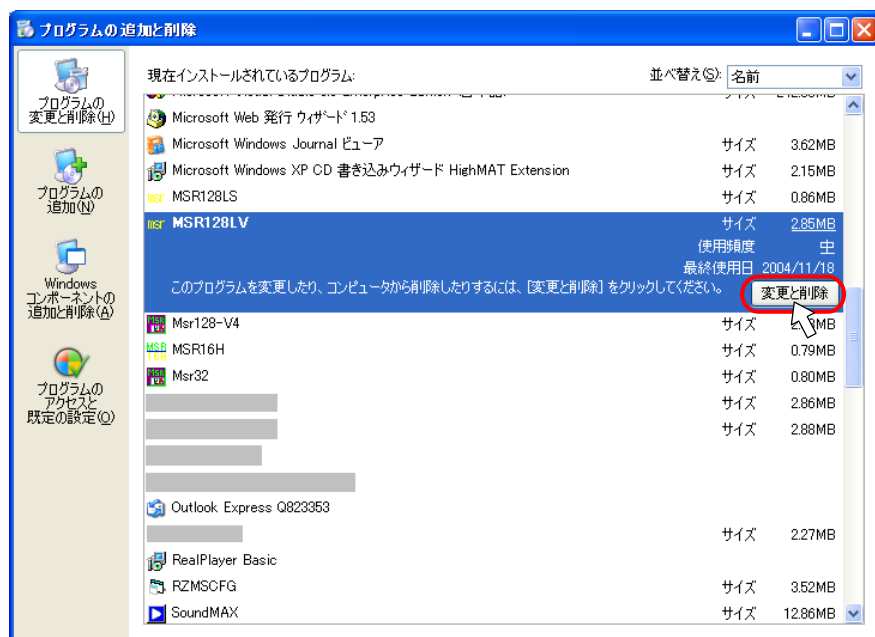 プログラムの追加と削除
現在インストールされているプログラム:
並べ替え(S):
名前
プログラムの
変更と削除(H)
プログラムの
追加(N)
Windows
コンポーネントの
追加と削除(A)
プログラムの
アクセスと
既定の設定(O)
Microsoft Web 発行 ウィザード 1.53
Microsoft Windows Journal ビューア サイズ 3.62MB
Microsoft Windows XP CD 書き込みウィザード HighMAT Extension サイズ 2.15MB
msr MSR128LS サイズ 0.86MB
msr MSR128LV サイズ 2.85MB
使用頻度 中
最終使用日 2004/11/18
このプログラムを変更したり、コンピュータから削除したりするには、[変更と削除] をクリックしてください。
変更と削除
Msr128-V4 サイズ MB
MSR16H サイズ 0.79MB
Msr32 サイズ 0.80MB
サイズ 2.86MB
サイズ 2.88MB
Outlook Express Q823353
サイズ 2.27MB
RealPlayer Basic
RZMSCFG サイズ 3.52MB
SoundMAX サイズ 12.86MB